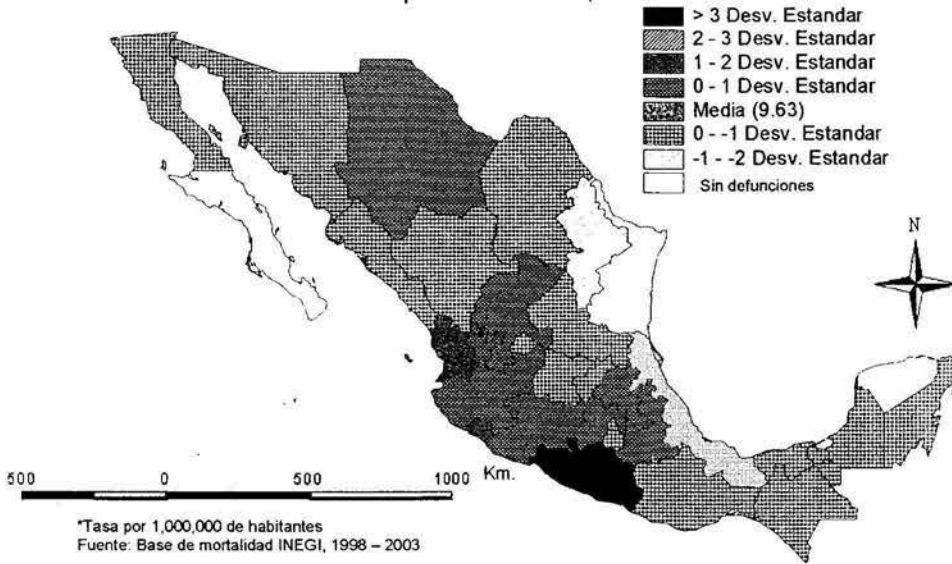 > 3 Desv. Estandar
2 - 3 Desv. Estandar
1 - 2 Desv. Estandar
0 - 1 Desv. Estandar
Media (9.63)
0 - -1 Desv. Estandar
-1 - -2 Desv. Estandar
Sin defunciones
N
500 0 500 1000 Km.
*Tasa por 1,000,000 de habitantes
Fuente: Base de mortalidad INEGI, 1998 – 2003